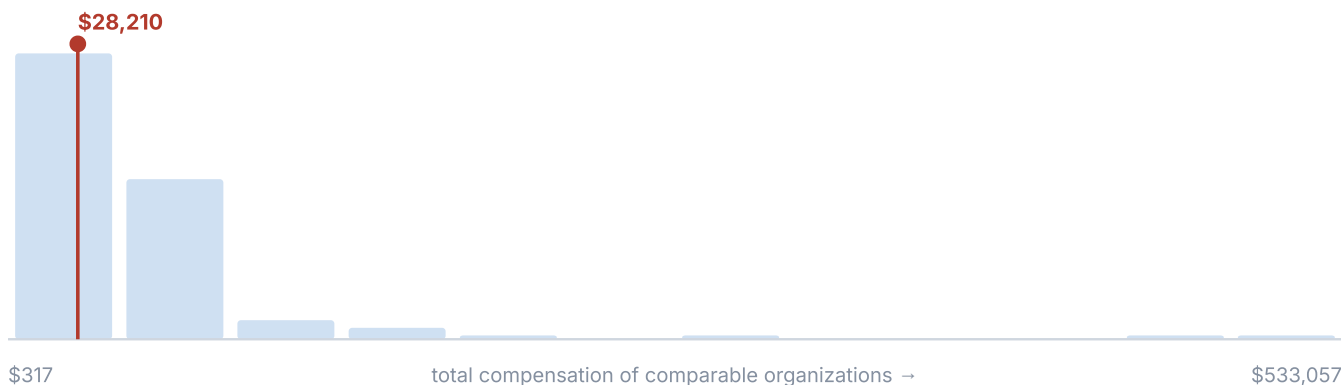 $28,210
$317 total compensation of comparable organizations → $533,057